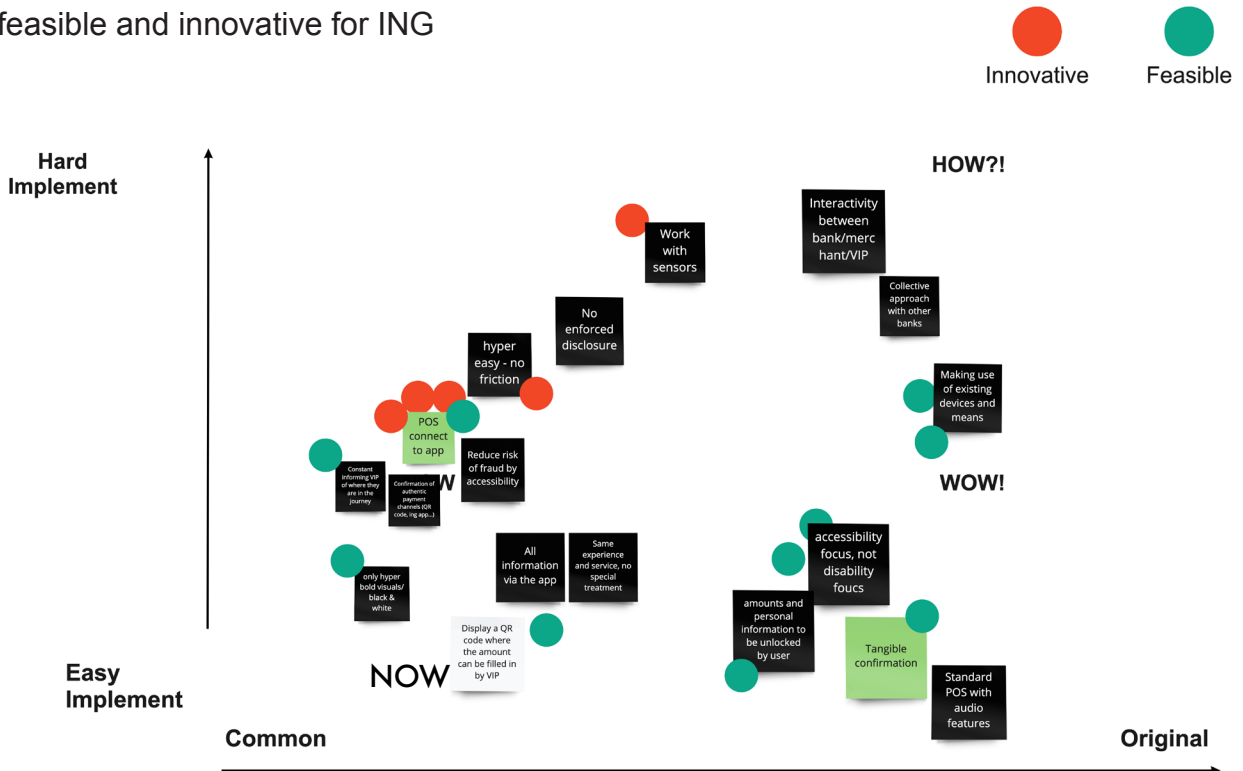 feasible and innovative for ING
Innovative
Feasible
Hard
Implement
HOW?!
Interactivity
between
bank/merc
hant/VIP
Work
with
sensors
Collective
approach
with other
banks
No
enforced
disclosure
hyper
easy - no
friction
Making use
of existing
devices and
means
POS
connect
to app
Reduce risk
of fraud by
accessibility
Constant
informing VIP
of where they
are in the
journey
Confirmation of
authentic
payment
channels (QR
code, ing app...)
W
WOW!
accessibility
focus, not
disability
foucs
All
information
via the app
Same
experience
and service, no
special
treatment
only hyper
bold visuals/
black &
white
amounts and
personal
information to
be unlocked
by user
Display a QR
code where
the amount
can be filled in
by VIP
Tangible
confirmation
NOW
Standard
POS with
audio
features
Easy
Implement
Common
Original